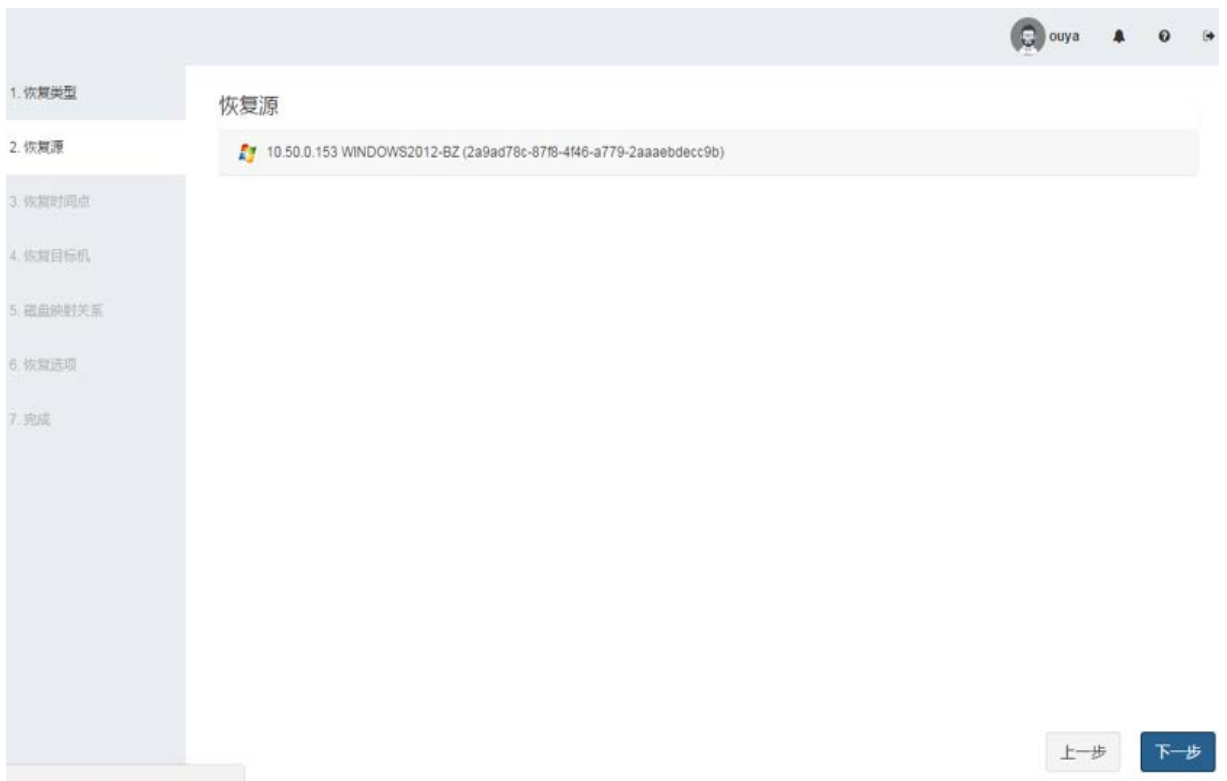 ouya
1. 恢复类型
2. 恢复源
3. 恢复时间点
4. 恢复目标机
5. 磁盘映射关系
6. 恢复选项
7. 完成
恢复源
10.50.0.153 WINDOWS2012-BZ (2a9ad78c-87f8-4f46-a779-2aaaebdecc9b)
上一步
下一步